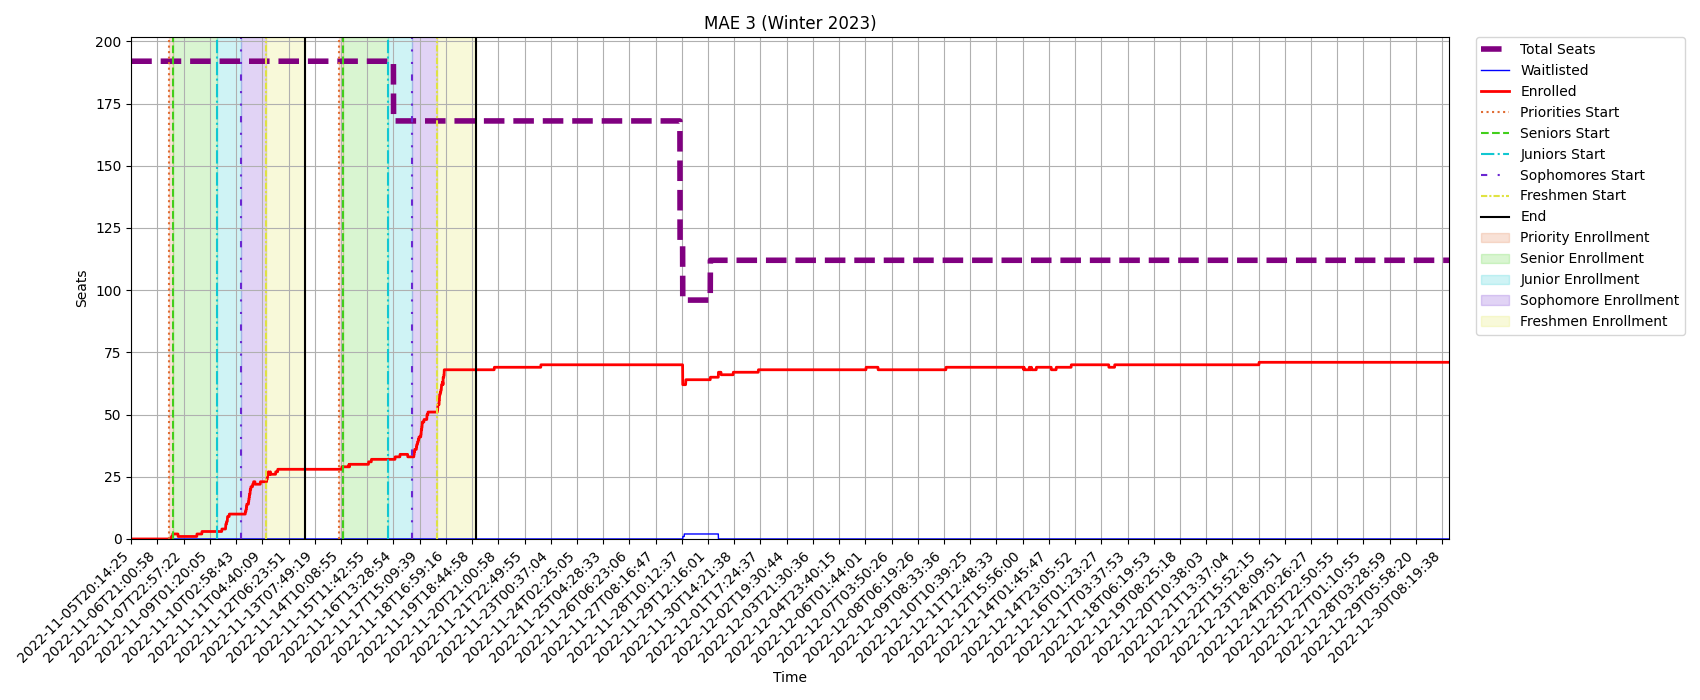 MAE 3 (Winter 2023)
200
175
150
125
100
75
50
25
0
Seats
2022-11-05T20:14:25
2022-11-06T21:00:58
2022-11-07T22:57:22
2022-11-09T01:20:05
2022-11-10T02:58:43
2022-11-11T04:40:09
2022-11-12T06:23:51
2022-11-13T07:49:19
2022-11-14T10:08:55
2022-11-15T11:42:55
2022-11-16T13:28:54
2022-11-17T15:09:39
2022-11-18T16:59:16
2022-11-19T18:44:58
2022-11-20T21:00:58
2022-11-21T22:49:55
2022-11-23T00:37:04
2022-11-24T02:25:05
2022-11-25T04:28:33
2022-11-26T06:23:06
2022-11-27T08:16:47
2022-11-28T10:12:37
2022-11-29T12:16:01
2022-11-30T14:21:38
2022-12-01T17:24:37
2022-12-02T19:30:44
2022-12-03T21:30:36
2022-12-04T23:40:15
2022-12-06T01:44:01
2022-12-07T03:50:26
2022-12-08T06:19:26
2022-12-09T08:33:36
2022-12-10T10:39:25
2022-12-11T12:48:33
2022-12-12T15:56:00
2022-12-14T01:45:47
2022-12-14T23:05:52
2022-12-16T01:23:27
2022-12-17T03:37:53
2022-12-18T06:19:53
2022-12-19T08:25:18
2022-12-20T10:38:03
2022-12-21T13:37:04
2022-12-22T15:52:15
2022-12-23T18:09:51
2022-12-24T20:26:27
2022-12-25T22:50:55
2022-12-27T01:10:55
2022-12-28T03:28:59
2022-12-29T05:58:20
2022-12-30T08:19:38
Time
Total Seats
Waitlisted
Enrolled
Priorities Start
Seniors Start
Juniors Start
Sophomores Start
Freshmen Start
End
Priority Enrollment
Senior Enrollment
Junior Enrollment
Sophomore Enrollment
Freshmen Enrollment